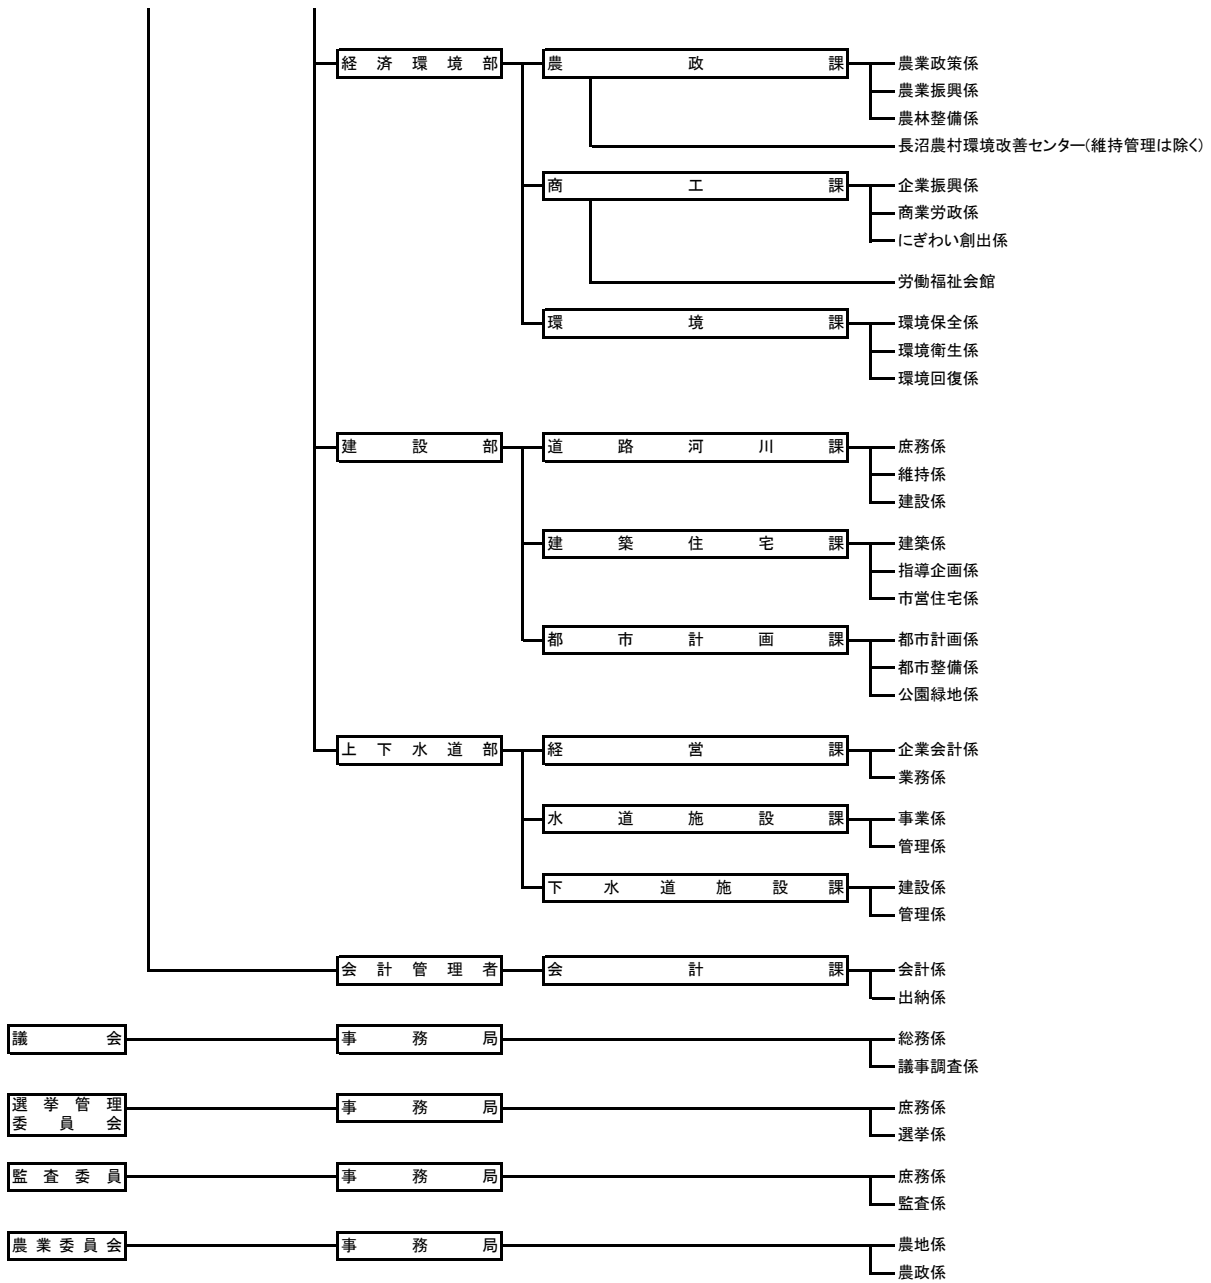 経済環境部 農政課 農業政策係
農業振興係
農林整備係
長沼農村環境改善センター(維持管理は除く)
商工課 企業振興係
商業労政係
にぎわい創出係
労働福祉会館
環境課 環境保全係
環境衛生係
環境回復係
建設部 道路河川課 庶務係
維持係
建設係
建築住宅課 建築係
指導企画係
市営住宅係
都市計画課 都市計画係
都市整備係
公園緑地係
上下水道部 経営課 企業会計係
業務係
水道施設課 事業係
管理係
下水道施設課 建設係
管理係
会計管理者 会計課 会計係
出納係
議会 事務局 総務係
議事調査係
選挙管理
委員会 事務局 庶務係
選挙係
監査委員 事務局 庶務係
監査係
農業委員会 事務局 農地係
農政係